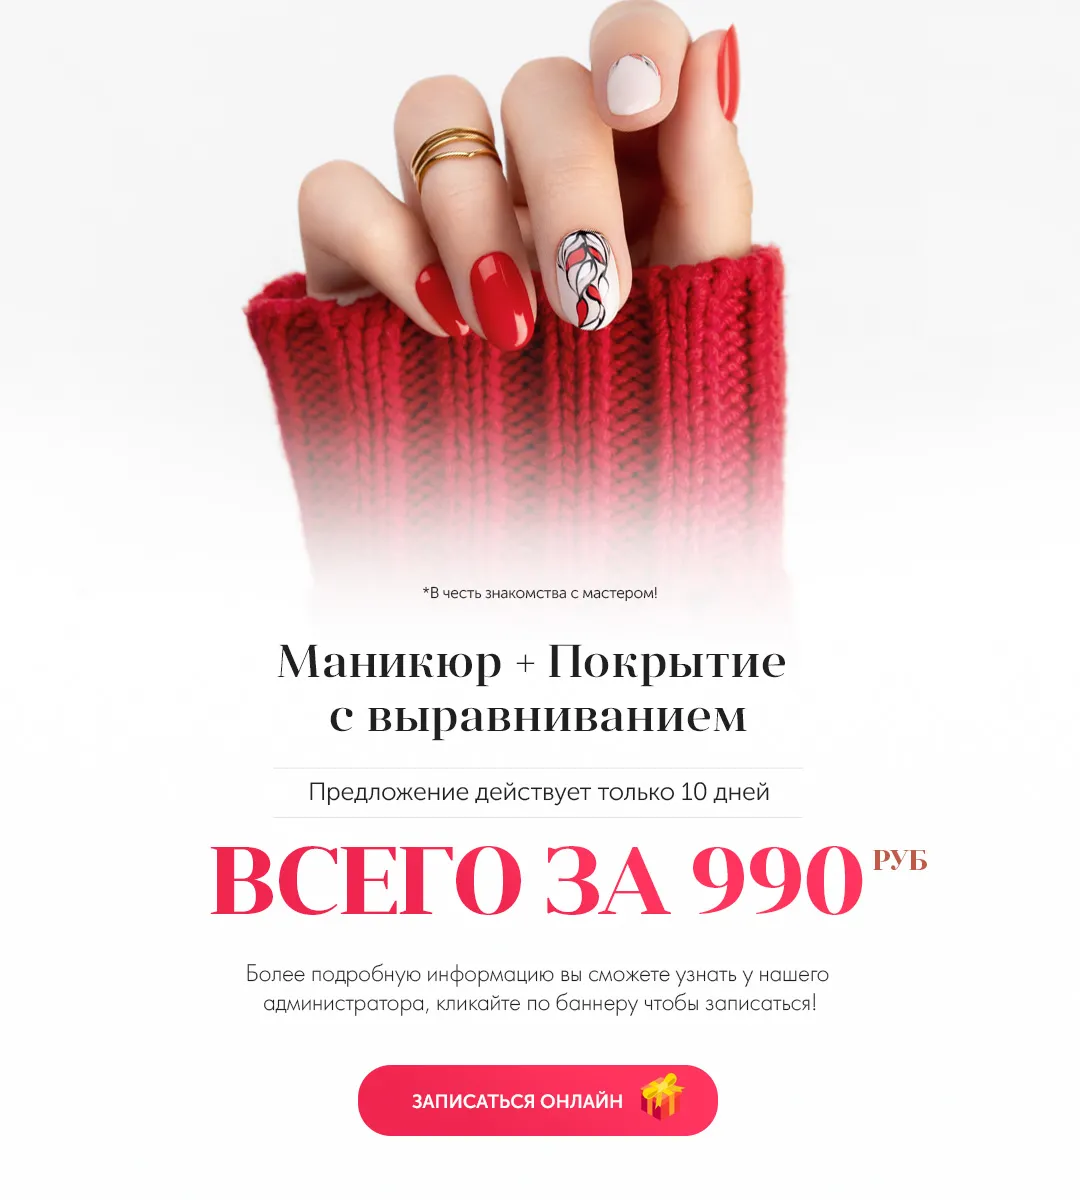 *В честь знакомства с мастером!
Маникюр + Покрытие
с выравниванием
Предложение действует только 10 дней
ВСЕГО ЗА 990 РУБ
Более подробную информацию вы сможете узнать у нашего
администратора, кликайте по баннеру чтобы записаться!
ЗАПИСАТЬСЯ ОНЛАЙН